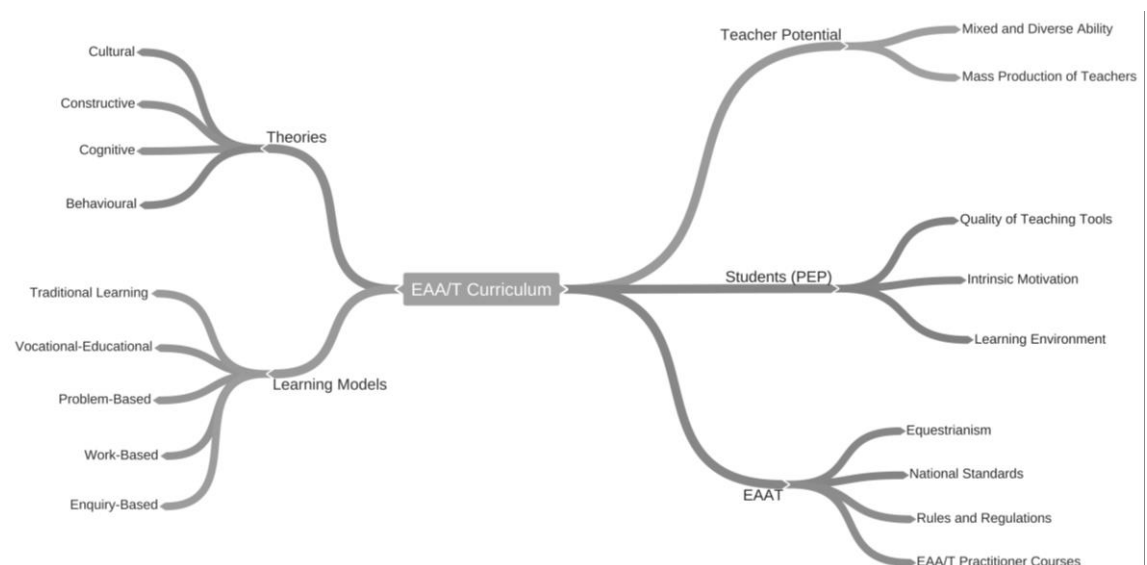 Cultural
Constructive
Cognitive
Behavioural
Theories
Traditional Learning
Vocational-Educational
Problem-Based
Work-Based
Enquiry-Based
Learning Models
EAA/T Curriculum
Teacher Potential
Mixed and Diverse Ability
Mass Production of Teachers
Students (PEP)
Quality of Teaching Tools
Intrinsic Motivation
Learning Environment
EAAT
Equestrianism
National Standards
Rules and Regulations
EAA/T Practitioner Courses